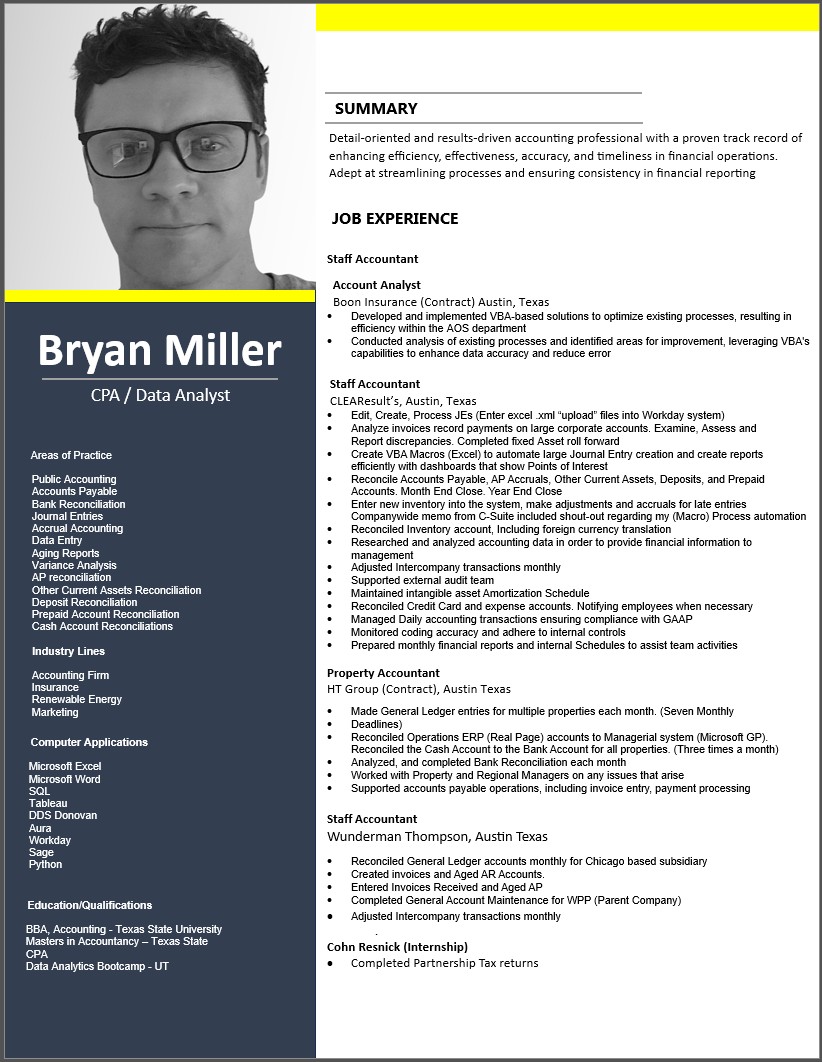 Bryan Miller
CPA / Data Analyst
Areas of Practice
Public Accounting
Accounts Payable
Bank Reconciliation
Journal Entries
Accrual Accounting
Data Entry
Aging Reports
Variance Analysis
AP reconciliation
Other Current Assets Reconciliation
Deposit Reconciliation
Prepaid Account Reconciliation
Cash Account Reconciliations
Industry Lines
Accounting Firm
Insurance
Renewable Energy
Marketing
Computer Applications
Microsoft Excel
Microsoft Word
SQL
Tableau
DDS Donovan
Aura
Workday
Sage
Python
Education/Qualifications
BBA, Accounting - Texas State University
Masters in Accountancy – Texas State
CPA
Data Analytics Bootcamp - UT
SUMMARY
Detail-oriented and results-driven accounting professional with a proven track record of
enhancing efficiency, effectiveness, accuracy, and timeliness in financial operations.
Adept at streamlining processes and ensuring consistency in financial reporting
JOB EXPERIENCE
Staff Accountant
Account Analyst
Boon Insurance (Contract) Austin, Texas
• Developed and implemented VBA-based solutions to optimize existing processes, resulting in
efficiency within the AOS department
• Conducted analysis of existing processes and identified areas for improvement, leveraging VBA's
capabilities to enhance data accuracy and reduce error
Staff Accountant
CLEAResult's, Austin, Texas
• Edit, Create, Process JEs (Enter excel .xml “upload” files into Workday system)
• Analyze invoices record payments on large corporate accounts. Examine, Assess and
Report discrepancies. Completed fixed Asset roll forward
• Create VBA Macros (Excel) to automate large Journal Entry creation and create reports
efficiently with dashboards that show Points of Interest
• Reconcile Accounts Payable, AP Accruals, Other Current Assets, Deposits, and Prepaid
Accounts. Month End Close. Year End Close
• Enter new inventory into the system, make adjustments and accruals for late entries
Companywide memo from C-Suite included shout-out regarding my (Macro) Process automation
• Reconciled Inventory account, Including foreign currency translation
• Researched and analyzed accounting data in order to provide financial information to
management
• Adjusted Intercompany transactions monthly
• Supported external audit team
• Maintained intangible asset Amortization Schedule
• Reconciled Credit Card and expense accounts. Notifying employees when necessary
• Managed Daily accounting transactions ensuring compliance with GAAP
• Monitored coding accuracy and adhere to internal controls
• Prepared monthly financial reports and internal Schedules to assist team activities
Property Accountant
HT Group (Contract), Austin Texas
• Made General Ledger entries for multiple properties each month. (Seven Monthly
• Deadlines)
• Reconciled Operations ERP (Real Page) accounts to Managerial system (Microsoft GP).
Reconciled the Cash Account to the Bank Account for all properties. (Three times a month)
• Analyzed, and completed Bank Reconciliation each month
• Worked with Property and Regional Managers on any issues that arise
• Supported accounts payable operations, including invoice entry, payment processing
Staff Accountant
Wunderman Thompson, Austin Texas
• Reconciled General Ledger accounts monthly for Chicago based subsidiary
• Created invoices and Aged AR Accounts.
• Entered Invoices Received and Aged AP
• Completed General Account Maintenance for WPP (Parent Company)
• Adjusted Intercompany transactions monthly
.
Cohn Resnick (Internship)
• Completed Partnership Tax returns